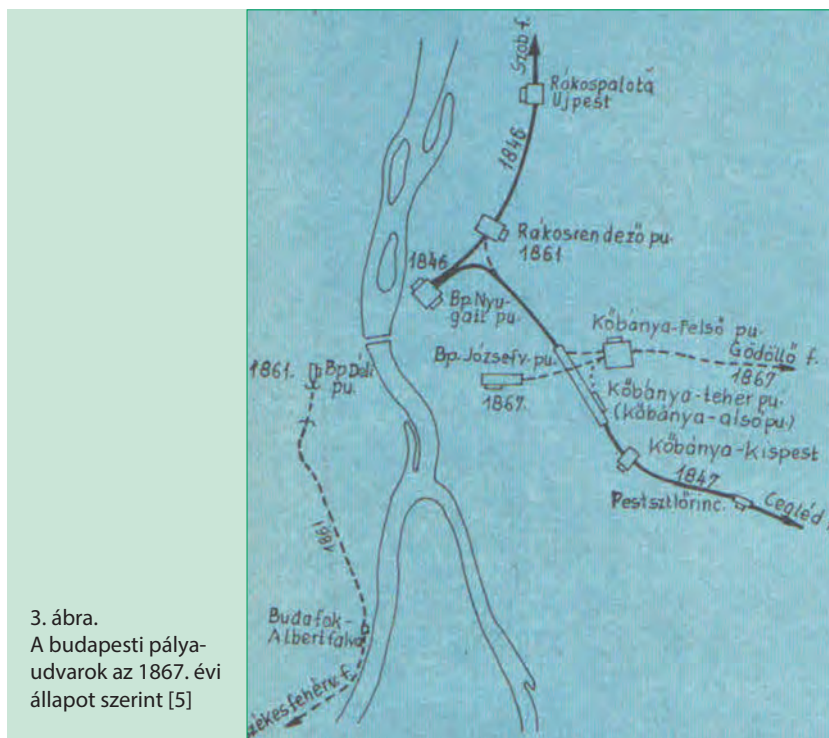 Szob f.
Rákospalota
Ujpest
1846
Rákosrendező pu.
1861
1846
Bp. Nyu-
gati pu.
Kőbánya-felső pu.
Gödöllő f.
1867
Bp. Józsefv. pu.
1867.
1861.
Bp. Déli
pu.
Kőbánya-teher pu.
(Kőbánya-alsó pu.)
Kőbánya-Kispest
1847
Pestsztlőrinc.
Cegléd
1861
Budafok-
Albertfalva
zékesfehérv. f.
3. ábra.
A budapesti pálya-
udvarok az 1867. évi
állapot szerint [5]